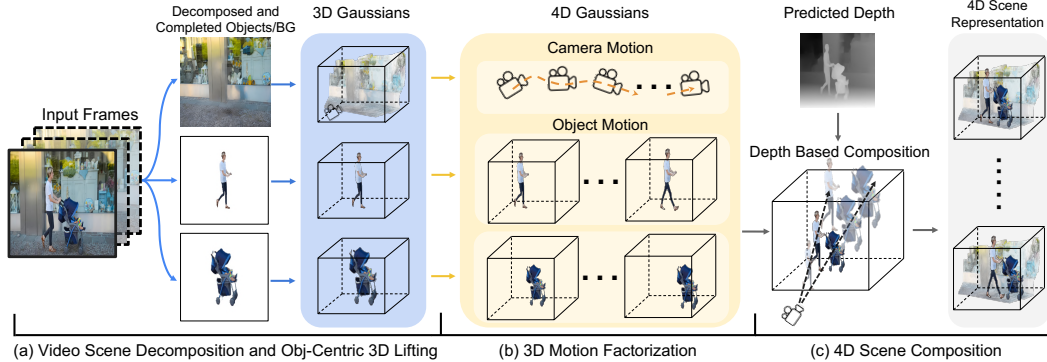 Decomposed and
Completed Objects/BG
3D Gaussians
4D Gaussians
Predicted Depth
4D Scene
Representation
Camera Motion
Input Frames
Object Motion
Depth Based Composition
(a) Video Scene Decomposition and Obj-Centric 3D Lifting
(b) 3D Motion Factorization
(c) 4D Scene Composition